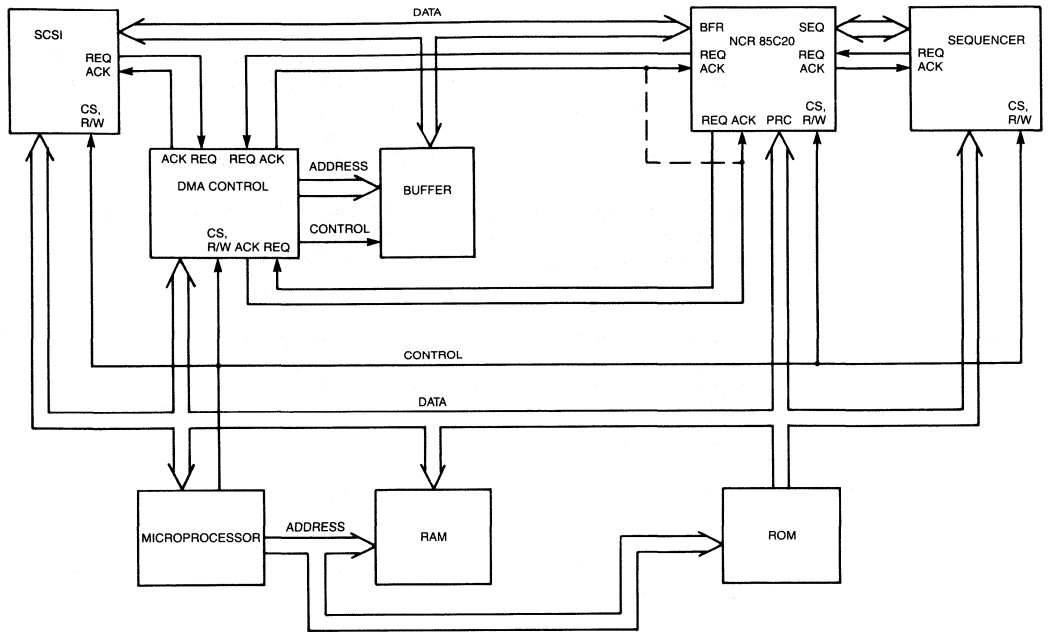 DATA
SCSI
REQ
ACK
CS,
R/W
BFR SEQ
NCR 85C20
REQ REQ
ACK ACK
REQ ACK PRC CS,
R/W
SEQUENCER
REQ
ACK
CS,
R/W
ACK REQ REQ ACK
DMA CONTROL
CS,
R/W ACK REQ
ADDRESS
CONTROL
BUFFER
CONTROL
DATA
MICROPROCESSOR
ADDRESS
RAM
ROM